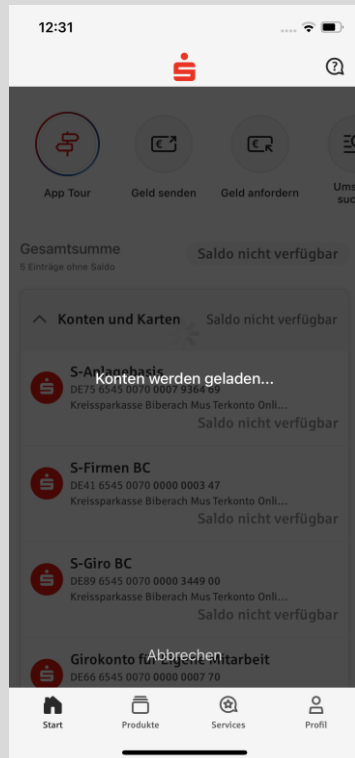 12:31
App Tour
Geld senden
Geld anfordern
Ums
suc
Gesamtsumme
Saldo nicht verfügbar
5 Einträge ohne Saldo
Konten und Karten
Saldo nicht verfügbar
S-Anlagebasis
Konten werden geladen...
DE75 6545 0070 0007 9364 69
Kreissparkasse Biberach Mus Terkonto Onli...
Saldo nicht verfügbar
S-Firmen BC
DE41 6545 0070 0000 0003 47
Kreissparkasse Biberach Mus Terkonto Onli...
Saldo nicht verfügbar
S-Giro BC
DE89 6545 0070 0000 3449 00
Kreissparkasse Biberach Mus Terkonto Onli...
Saldo nicht verfügbar
Girokonto für Eigene Mitarbeit
Abbrechen
DE66 6545 0070 0000 0007 70
Start
Produkte
Services
Profil